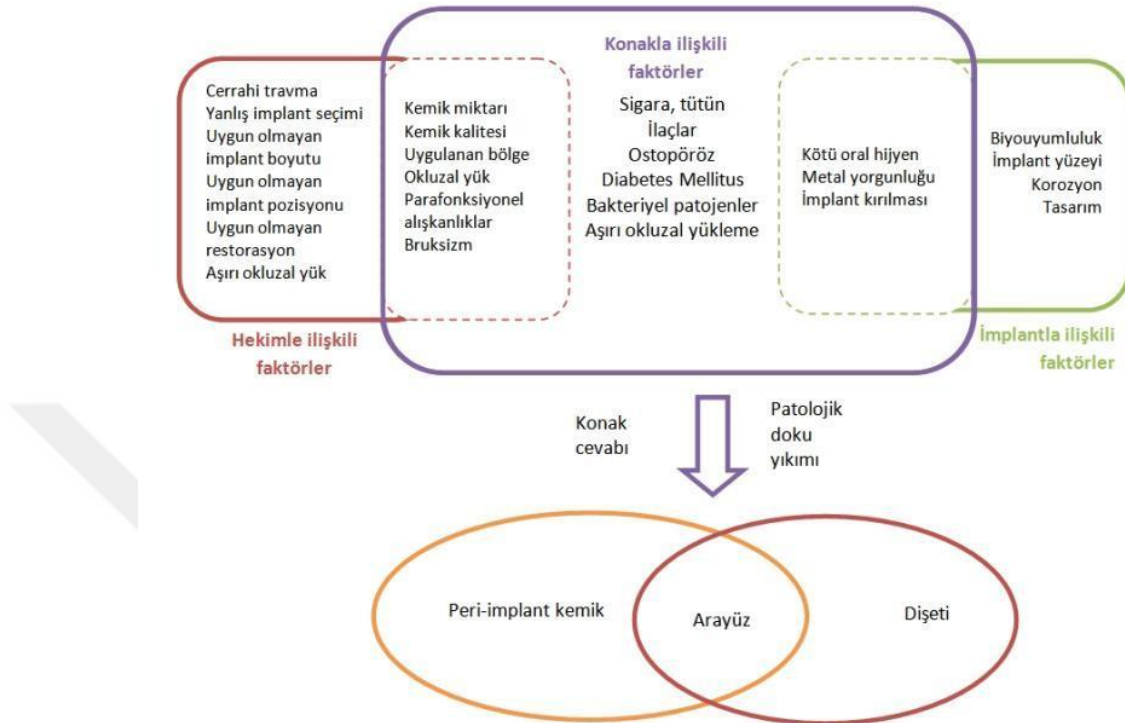 Konakla ilişkili
faktörler
Cerrahi travma
Yanlış implant seçimi
Uygun olmayan
implant boyutu
Uygun olmayan
implant pozisyonu
Uygun olmayan
restorasyon
Aşırı okluzal yük
Kemik miktarı
Kemik kalitesi
Uygulanan bölge
Okluzal yük
Parafonksiyonel
alışkanlıklar
Bruksizm
Sigara, tütün
İlaçlar
Ostopöröz
Diabetes Mellitus
Bakteriyel patojenler
Aşırı okluzal yükleme
Kötü oral hijyen
Metal yorgunluğu
İmplant kırılması
Biyouyumluluk
İmplant yüzeyi
Korozyon
Tasarım
Hekimle ilişkili
faktörler
İmplantla ilişkili
faktörler
Konak
cevabı
Patolojik
doku
yıkımı
Peri-implant kemik
Arayüz
Dişeti